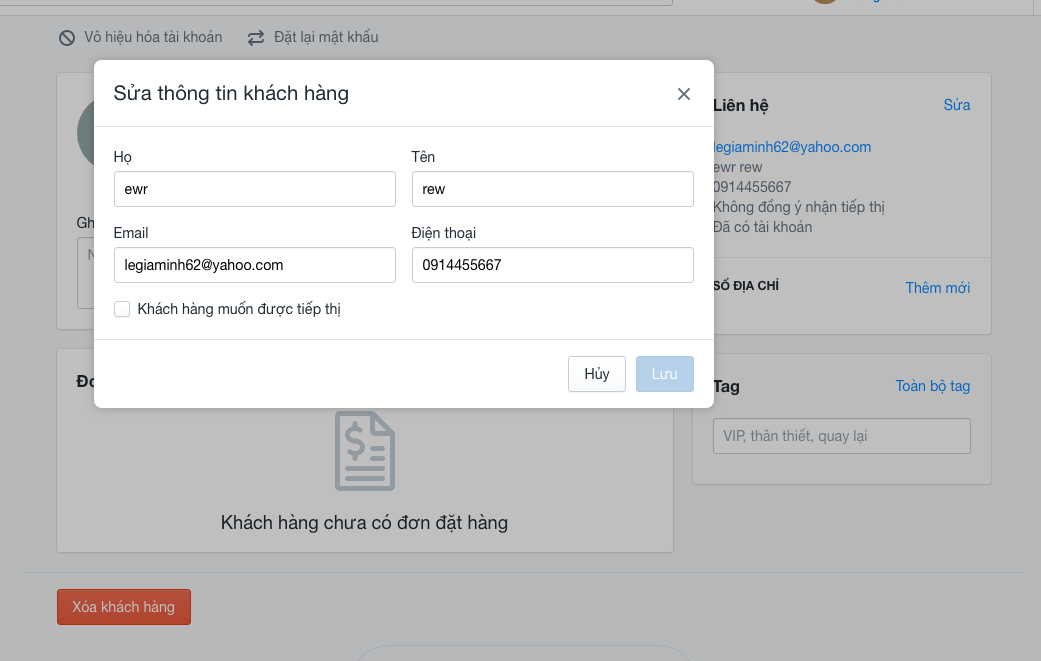 Vô hiệu hóa tài khoản Đặt lại mật khẩu
Sửa thông tin khách hàng
Họ Tên
ewr rew
Email Điện thoại
legiaminh62@yahoo.com 0914455667
Khách hàng muốn được tiếp thị
Hủy Lưu
Liên hệ Sửa
legiaminh62@yahoo.com
ewr rew
0914455667
Không đồng ý nhận tiếp thị
Đã có tài khoản
SỔ ĐỊA CHỈ Thêm mới
Tag Toàn bộ tag
VIP, thân thiết, quay lại
Khách hàng chưa có đơn đặt hàng
Xóa khách hàng